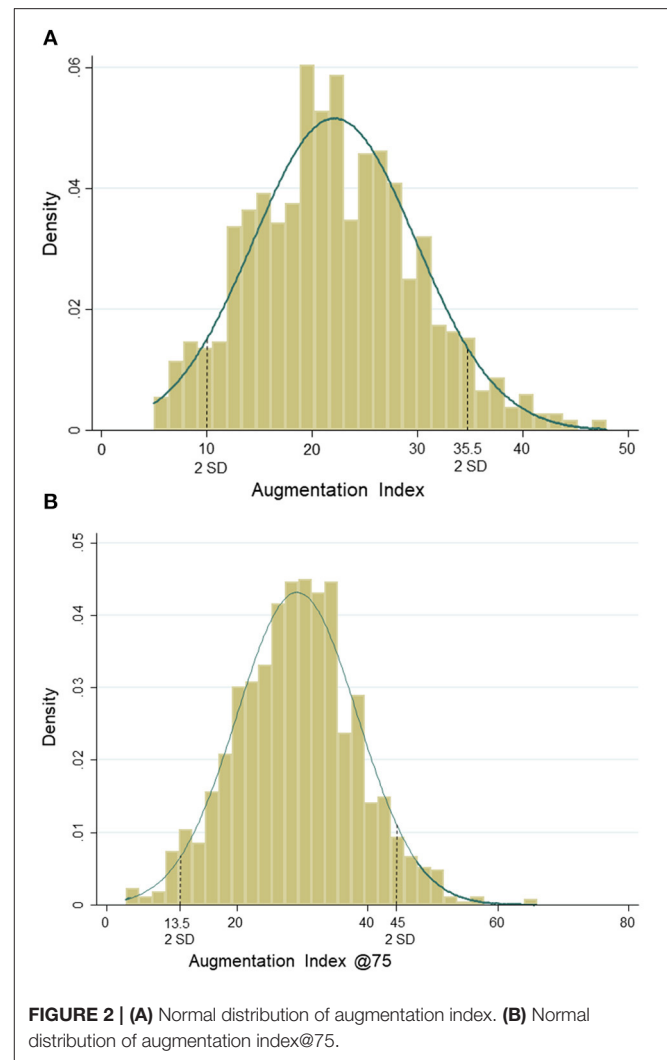 A
.06
.04
.02
0
Density
0 10 20 30 35.5 40 50
2 SD 2 SD
Augmentation Index
B
.05
.04
.03
.02
.01
0
Density
0 13.5 20 40 45 60 80
2 SD 2 SD
Augmentation Index @75
FIGURE 2 | (A) Normal distribution of augmentation index. (B) Normal
distribution of augmentation index@75.